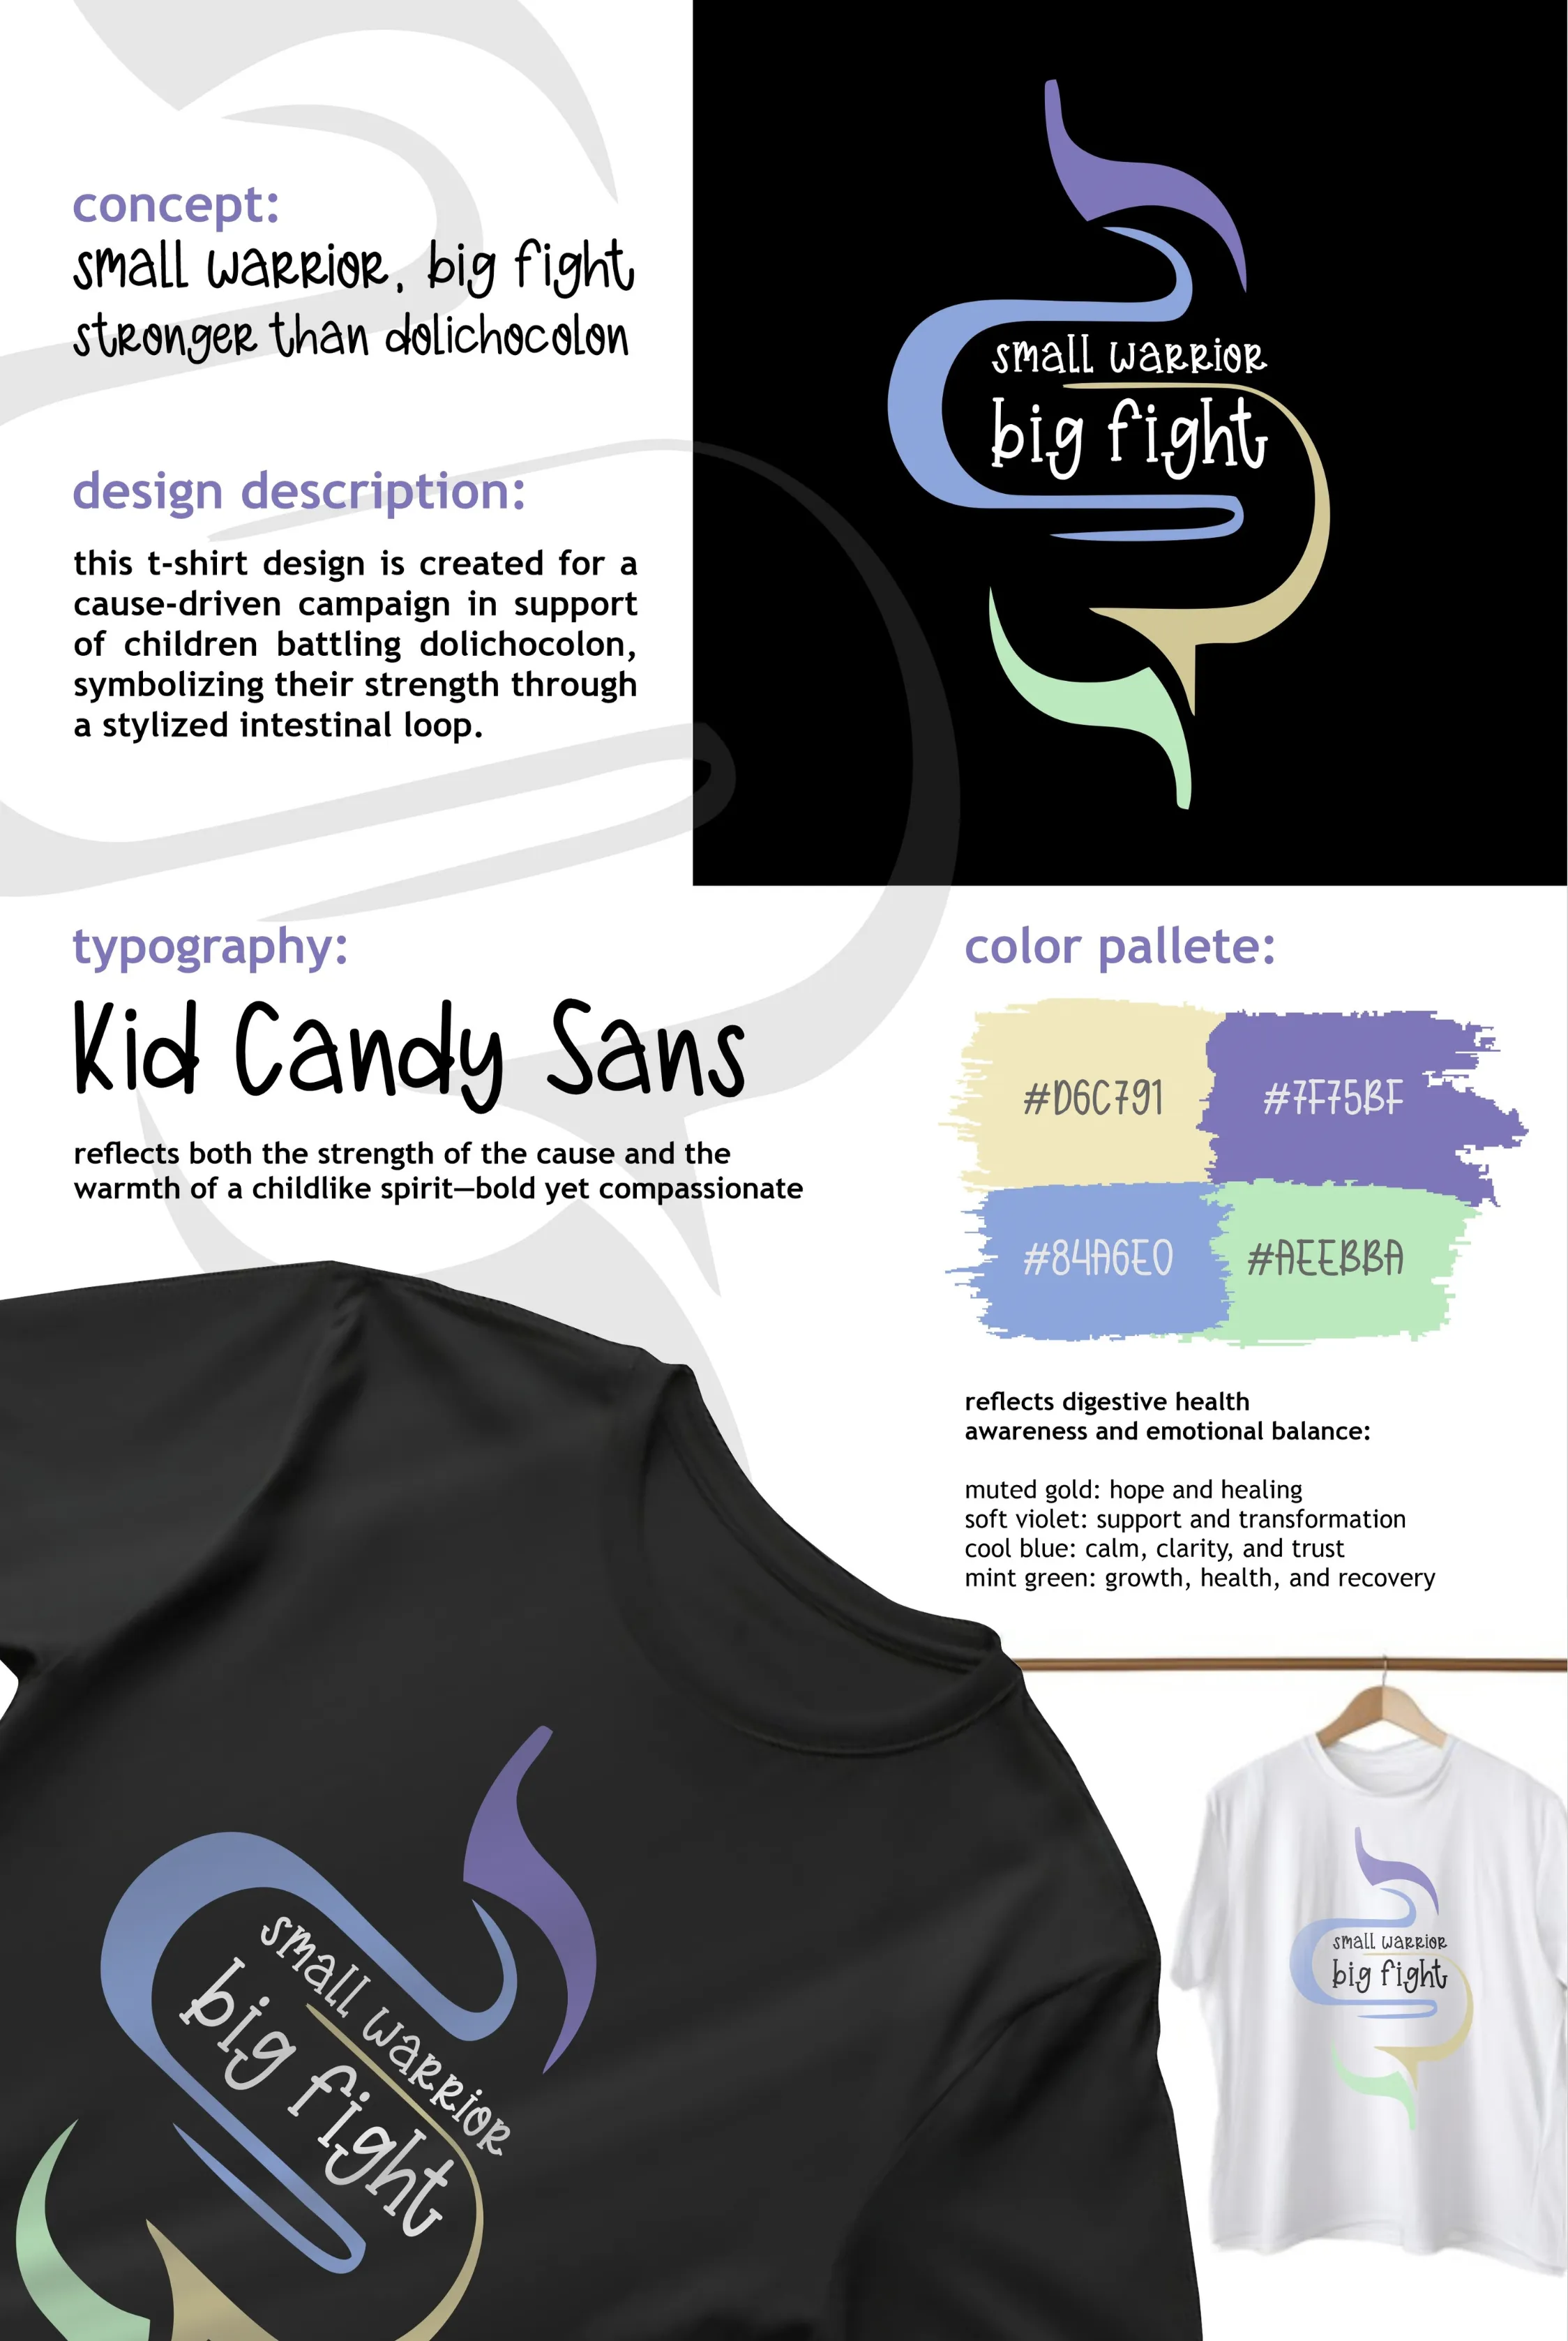 concept:
small warrior, big fight
stronger than dolichocolon
design description:
this t-shirt design is created for a
cause-driven campaign in support
of children battling dolichocolon,
symbolizing their strength through
a stylized intestinal loop.
small warrior
big fight
typography:
Kid Candy Sans
reflects both the strength of the cause and the
warmth of a childlike spirit—bold yet compassionate
color pallete:
#D6C791
#7F75BF
#84A6E0
#AEEBBA
reflects digestive health
awareness and emotional balance:
muted gold: hope and healing
soft violet: support and transformation
cool blue: calm, clarity, and trust
mint green: growth, health, and recovery
small warrior
big fight
small warrior
big fight